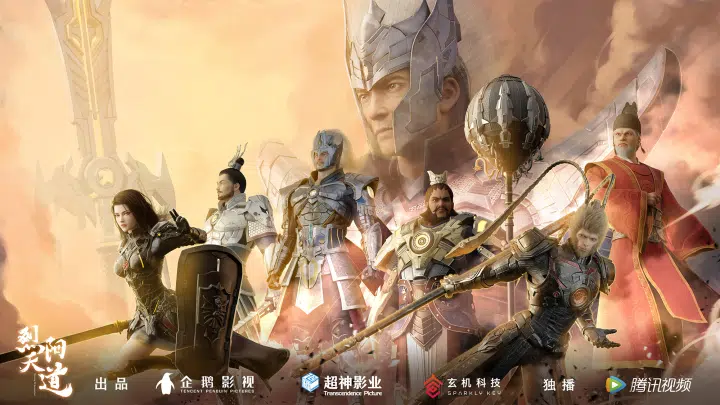 烈阳天道
出品
企鹅影视
TENCENT PENGUIN PICTURES
超神影业
Transcendence Picture
玄机科技
SPARKLY KEY
独播
腾讯视频